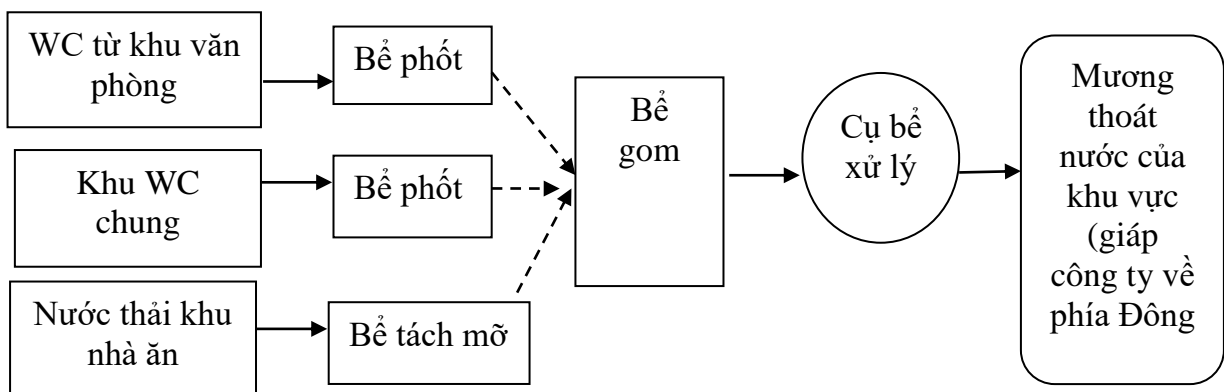 WC từ khu văn
phòng
Bể phốt
Khu WC
chung
Bể phốt
Nước thải khu
nhà ăn
Bể tách mỡ
Bể
gom
Cụ bể
xử lý
Mương
thoát
nước của
khu vực
(giáp
công ty về
phía Đông